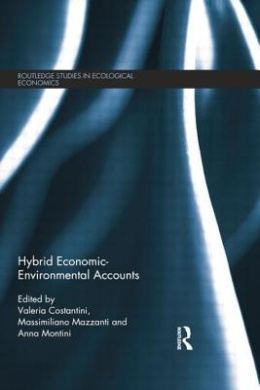 ROUTLEDGE STUDIES IN ECOLOGICAL
ECONOMICS
Hybrid Economic-
Environmental Accounts
Edited by
Valeria Costantini,
Massimiliano Mazzanti and
Anna Montini
R
ROUTLEDGE